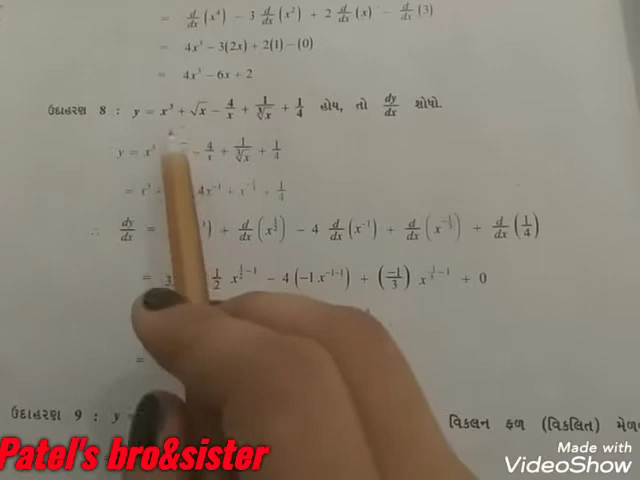 = d/dx (x⁴) − 3 d/dx (x²) + 2 d/dx (x) − d/dx (3)
= 4x³ − 3(2x) + 2(1) − (0)
= 4x³ − 6x + 2
ઉદાહરણ 8 : y = x³ + √x − 4/x + 1/∛x + 1/4 હોય, તો dy/dx શોધો.
y = x³ − 4/x + 1/∛x + 1/4
= x³ + 4x⁻¹ + x^(−1/3) + 1/4
∴ dy/dx = ) + d/dx (x^(1/2)) − 4 d/dx (x⁻¹) + d/dx (x^(−1/3)) + d/dx (1/4)
= 3 1/2 x^(1/2−1) − 4(−1.x^(−1−1)) + (−1/3) x^(−1/3−1) + 0
=
ઉદાહરણ 9 : y = વિકલન ફળ (વિકલિત)
Patel's bro&sister
Made with
VideoShow